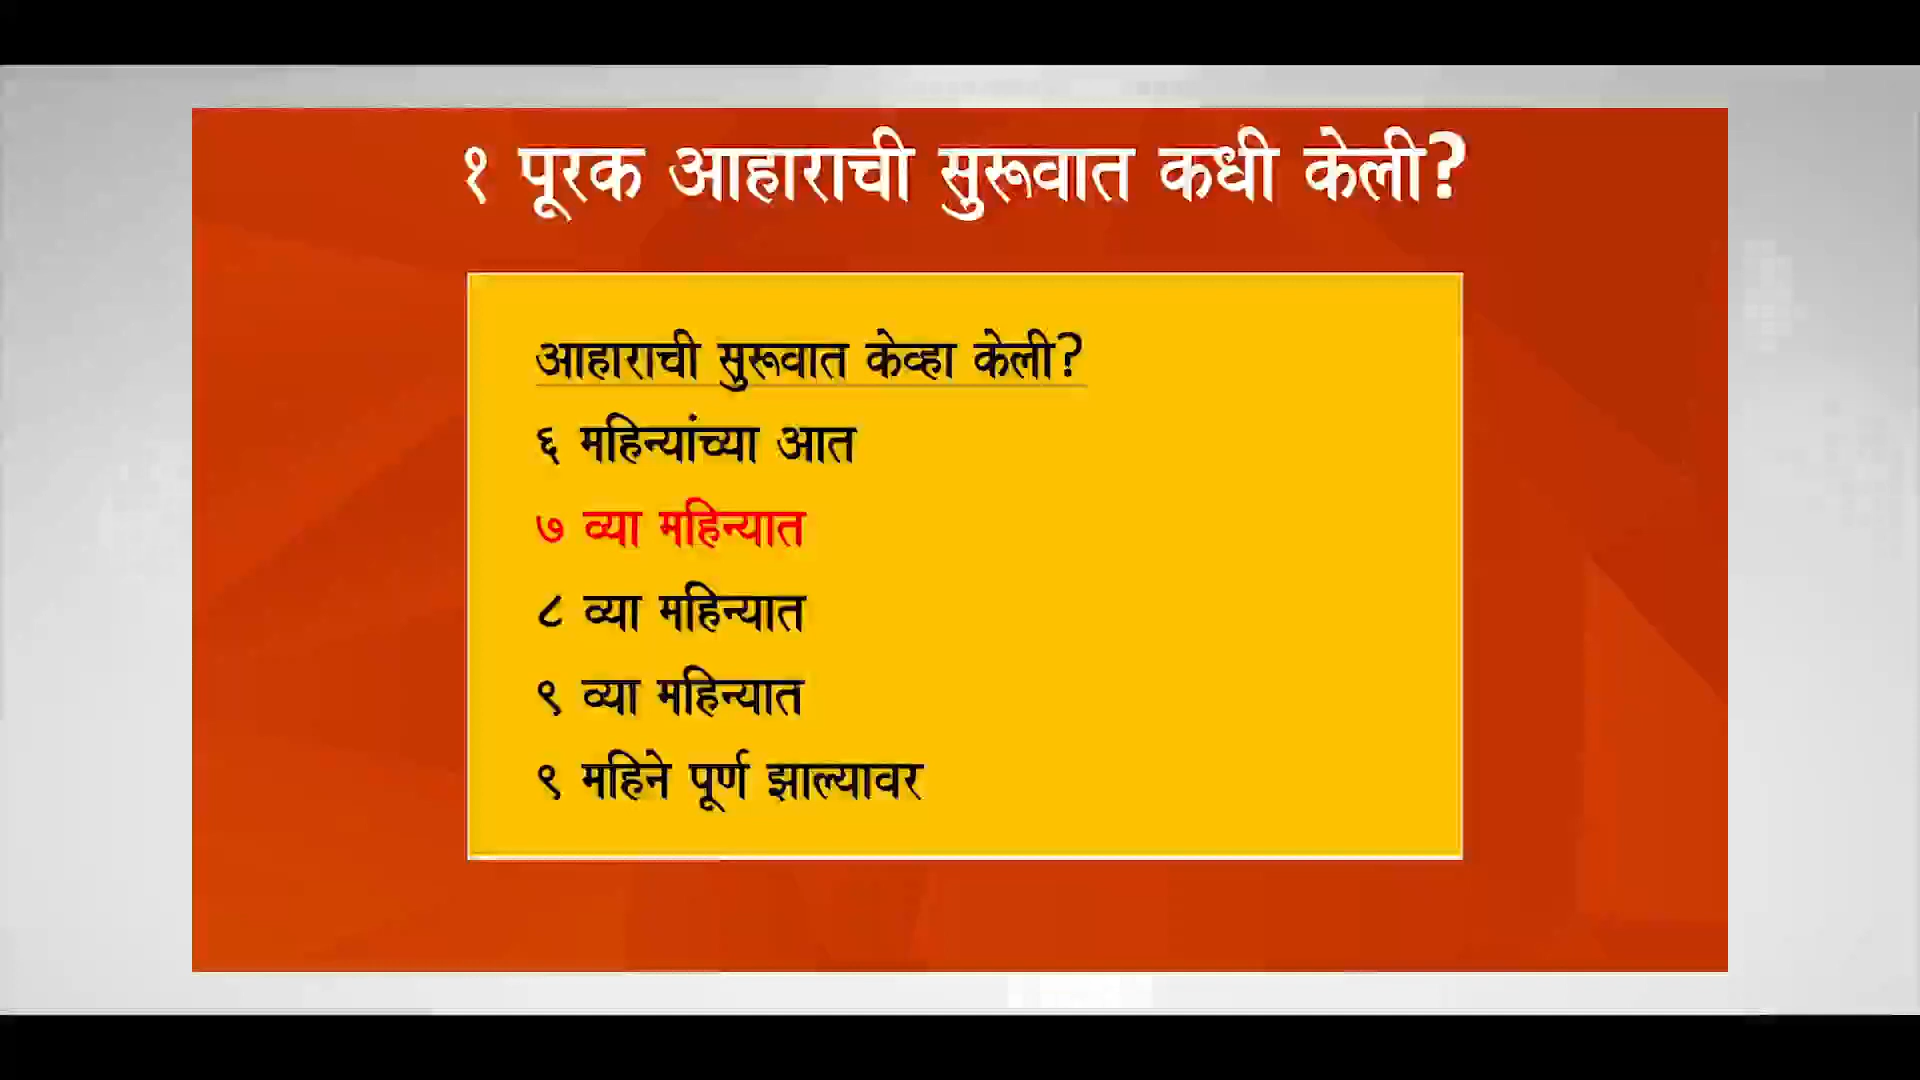 १ पूरक आहाराची सुरूवात कधी केली?
आहाराची सुरूवात केव्हा केली?
६ महिन्यांच्या आत
७ व्या महिन्यात
८ व्या महिन्यात
९ व्या महिन्यात
९ महिने पूर्ण झाल्यावर